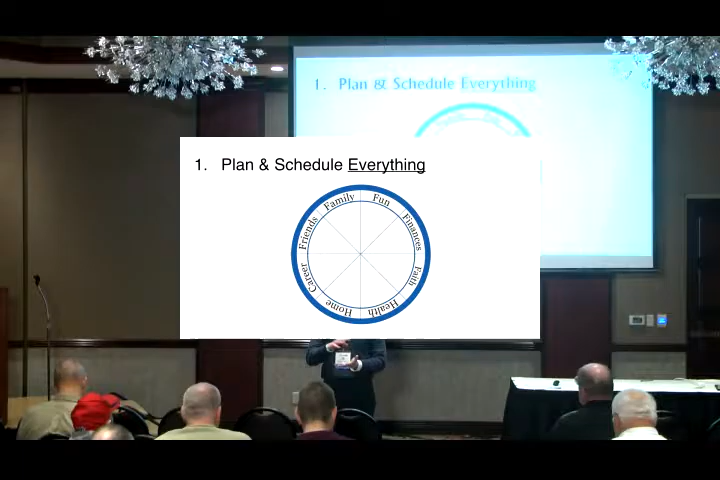 1. Plan & Schedule Everything
1. Plan & Schedule Everything
Family
Fun
Finances
Faith
Health
Home
Career
Friends